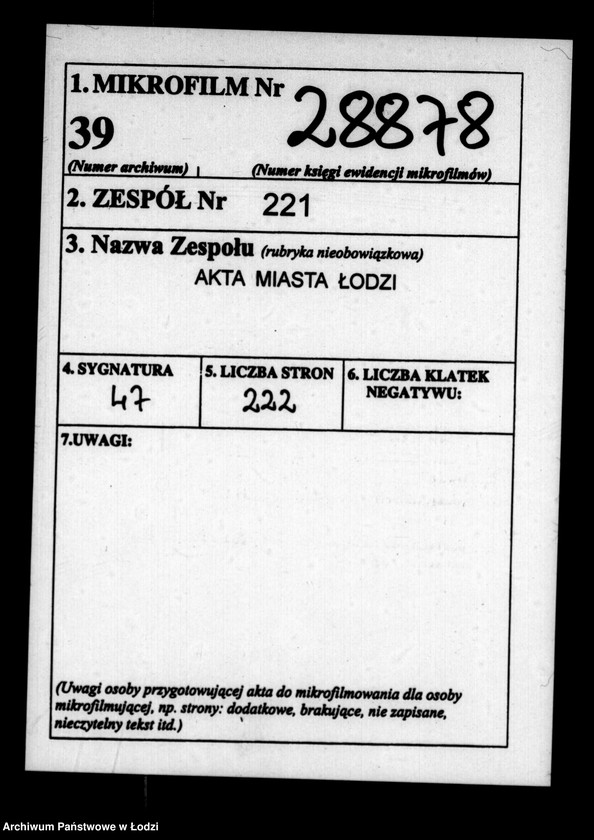 1. MIKROFILM Nr 28878
39
(Numer archiwum) (Numer księgi ewidencji mikrofilmów)
2. ZESPÓŁ Nr 221
3. Nazwa Zespołu (rubryka nieobowiązkowa)
AKTA MIASTA ŁODZI
4. SYGNATURA 5. LICZBA STRON 6. LICZBA KLATEK
NEGATYWU:
47 222
7.UWAGI:
(Uwagi osoby przygotowującej akta do mikrofilmowania dla osoby
mikrofilmującej, np. strony: dodatkowe, brakujące, nie zapisane,
nieczytelny tekst itd.)
Archiwum Państwowe w Łodzi